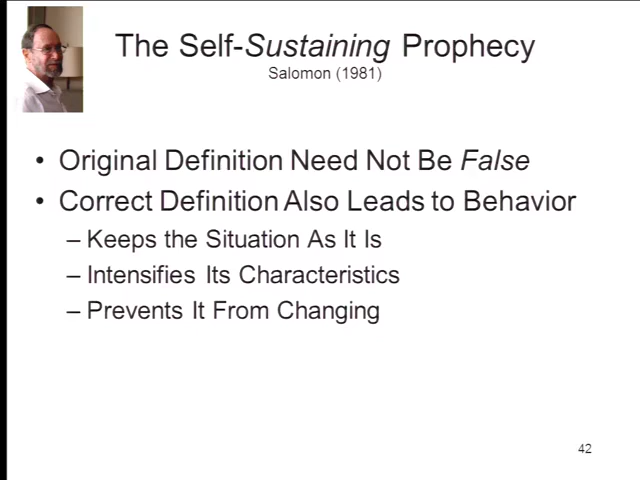 The Self-Sustaining Prophecy
Salomon (1981)
• Original Definition Need Not Be False
• Correct Definition Also Leads to Behavior
– Keeps the Situation As It Is
– Intensifies Its Characteristics
– Prevents It From Changing
42